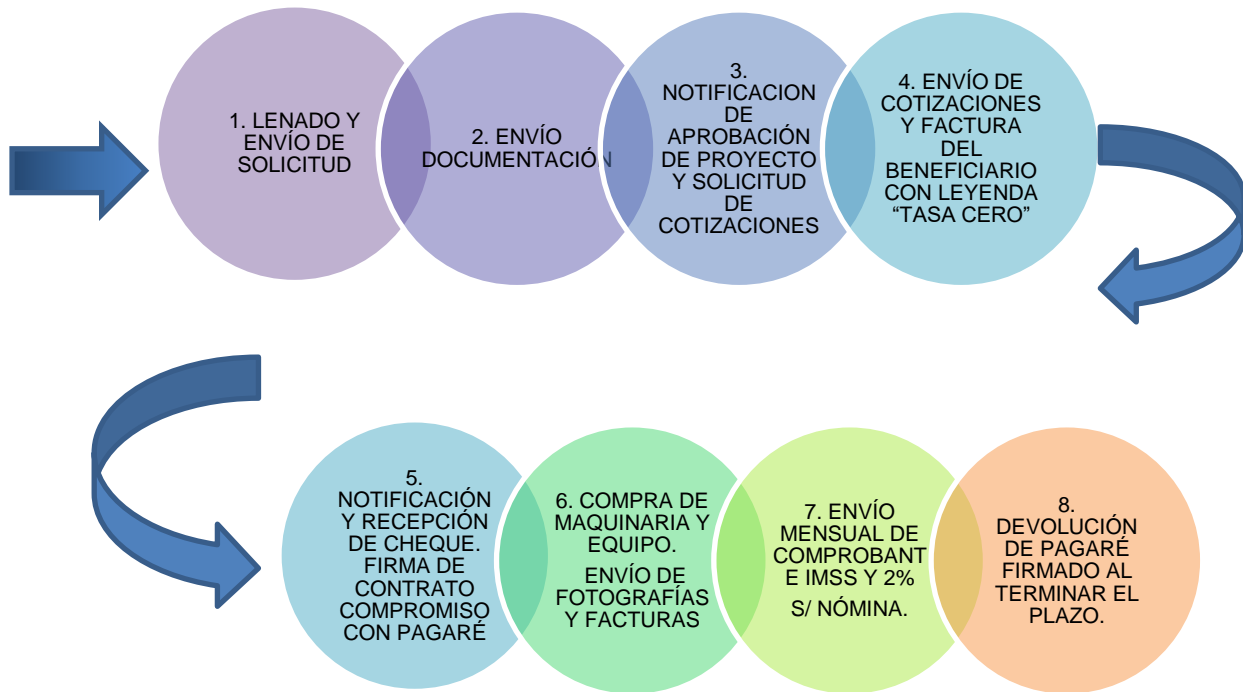 1. LENADO Y
ENVÍO DE
SOLICITUD
2. ENVÍO
DOCUMENTACIÓN
3.
NOTIFICACION
DE
APROBACIÓN
DE PROYECTO
Y SOLICITUD
DE
COTIZACIONES
4. ENVÍO DE
COTIZACIONES
Y FACTURA
DEL
BENEFICIARIO
CON LEYENDA
“TASA CERO”
5.
NOTIFICACIÓN
Y RECEPCIÓN
DE CHEQUE.
FIRMA DE
CONTRATO
COMPROMISO
CON PAGARÉ
6. COMPRA DE
MAQUINARIA Y
EQUIPO.
ENVÍO DE
FOTOGRAFÍAS
Y FACTURAS
7. ENVÍO
MENSUAL DE
COMPROBANT
E IMSS Y 2%
S/ NÓMINA.
8.
DEVOLUCIÓN
DE PAGARÉ
FIRMADO AL
TERMINAR EL
PLAZO.